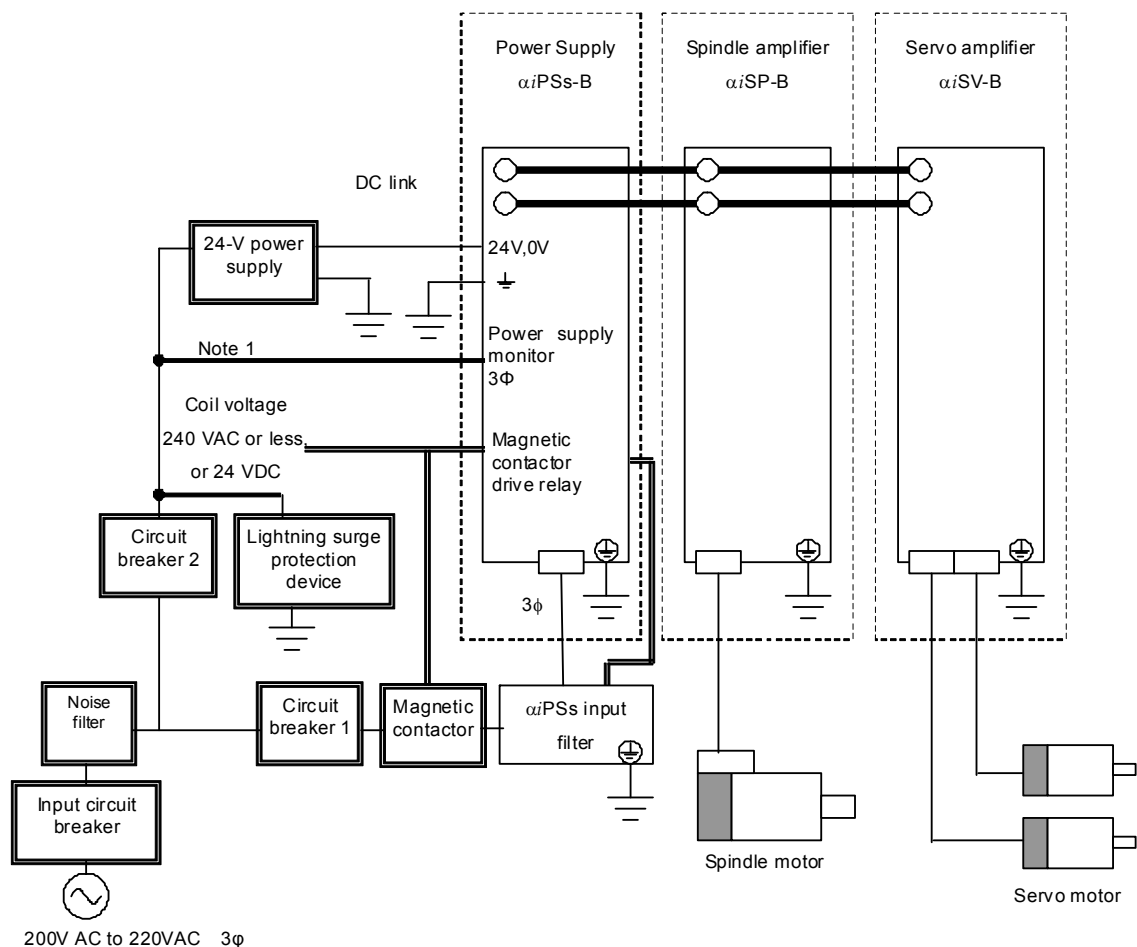 Power Supply
αiPSs-B
Spindle amplifier
αiSP-B
Servo amplifier
αiSV-B
DC link
24-V power
supply
24V,0V
Note 1
Power supply
monitor
3Φ
Coil voltage
240 VAC or less,
or 24 VDC
Magnetic
contactor
drive relay
Circuit
breaker 2
Lightning surge
protection
device
3ϕ
Noise
filter
Circuit
breaker 1
Magnetic
contactor
αiPSs input
filter
Input circuit
breaker
Spindle motor
Servo motor
200V AC to 220VAC 3φ